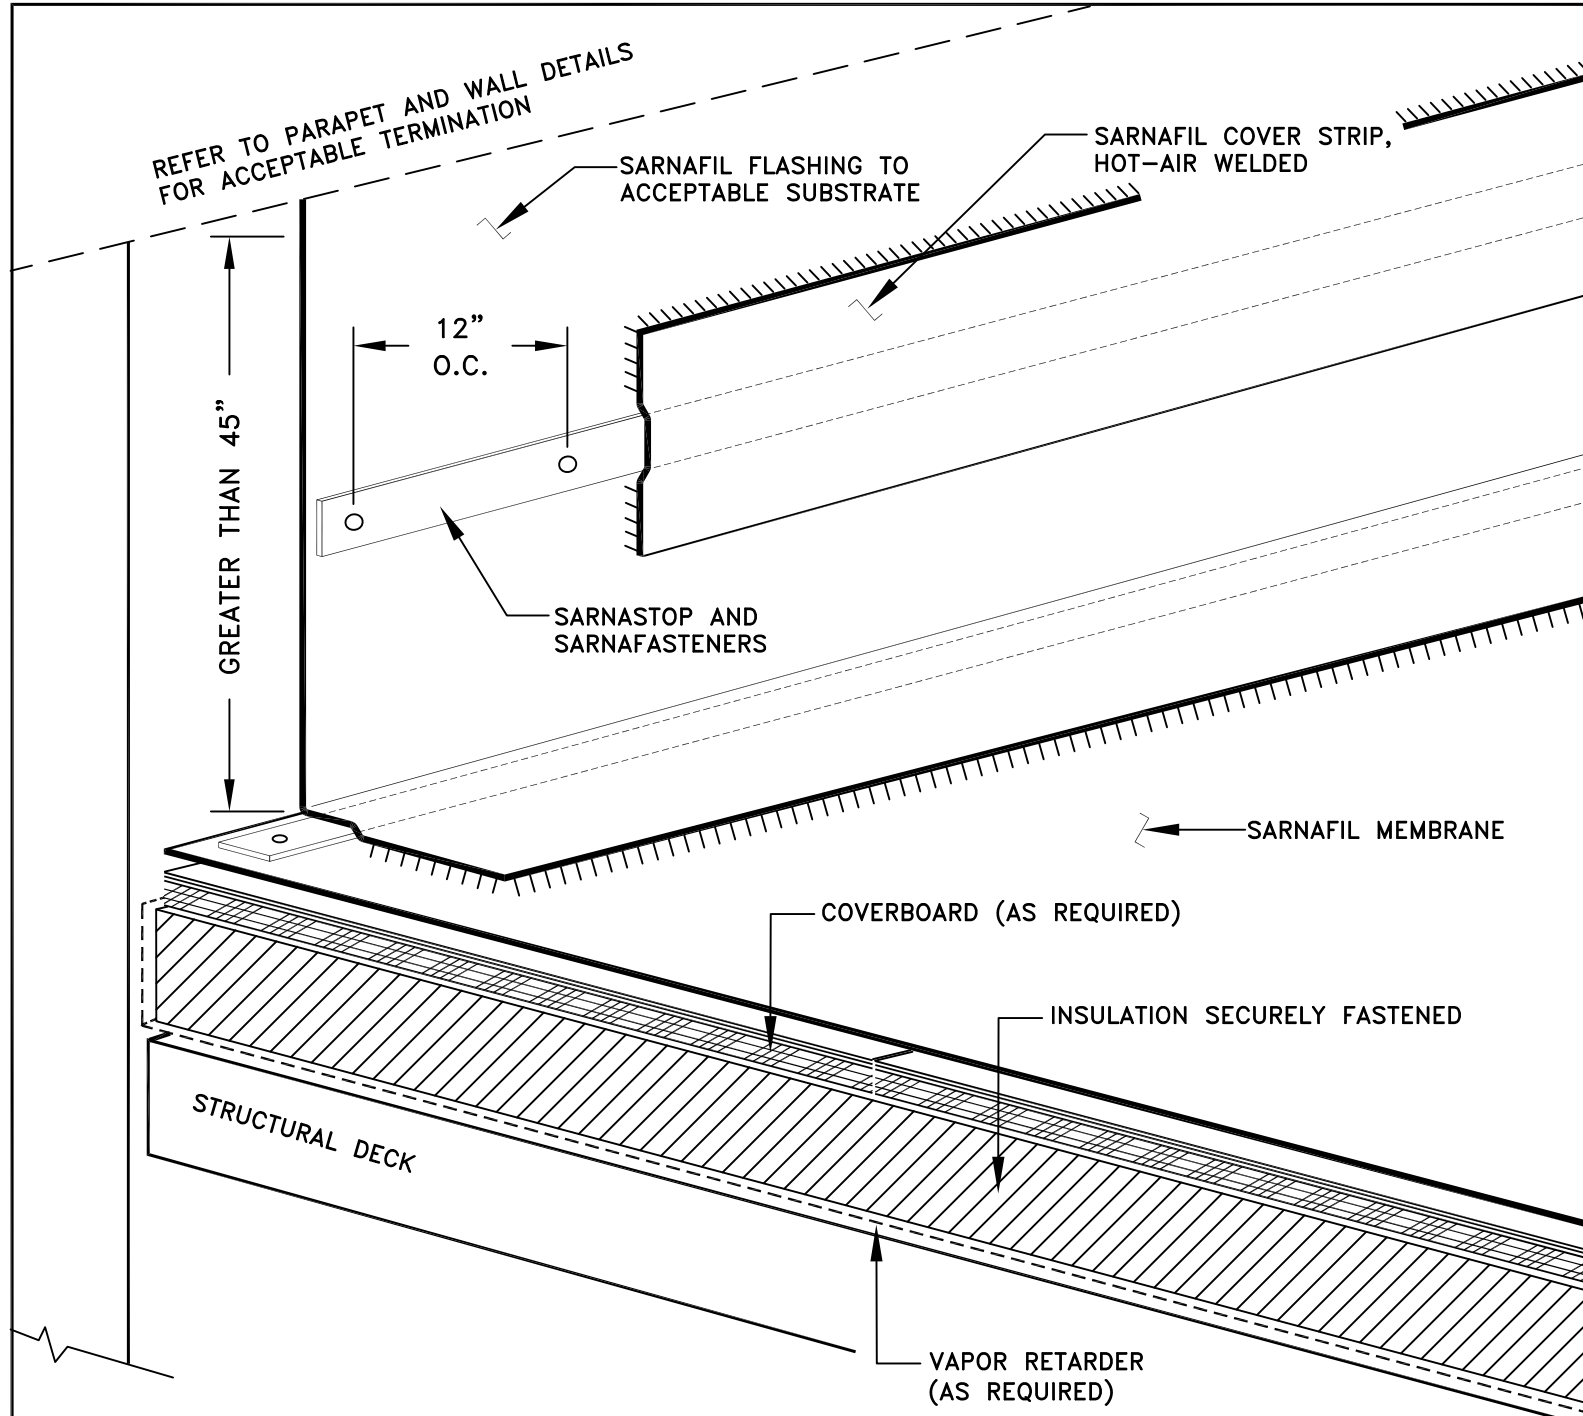 REFER TO PARAPET AND WALL DETAILS
FOR ACCEPTABLE TERMINATION
SARNAFIL FLASHING TO
ACCEPTABLE SUBSTRATE
SARNAFIL COVER STRIP,
HOT-AIR WELDED
12"
O.C.
GREATER THAN 45"
SARNASTOP AND
SARNAFASTENERS
SARNAFIL MEMBRANE
COVERBOARD (AS REQUIRED)
INSULATION SECURELY FASTENED
STRUCTURAL DECK
VAPOR RETARDER
(AS REQUIRED)